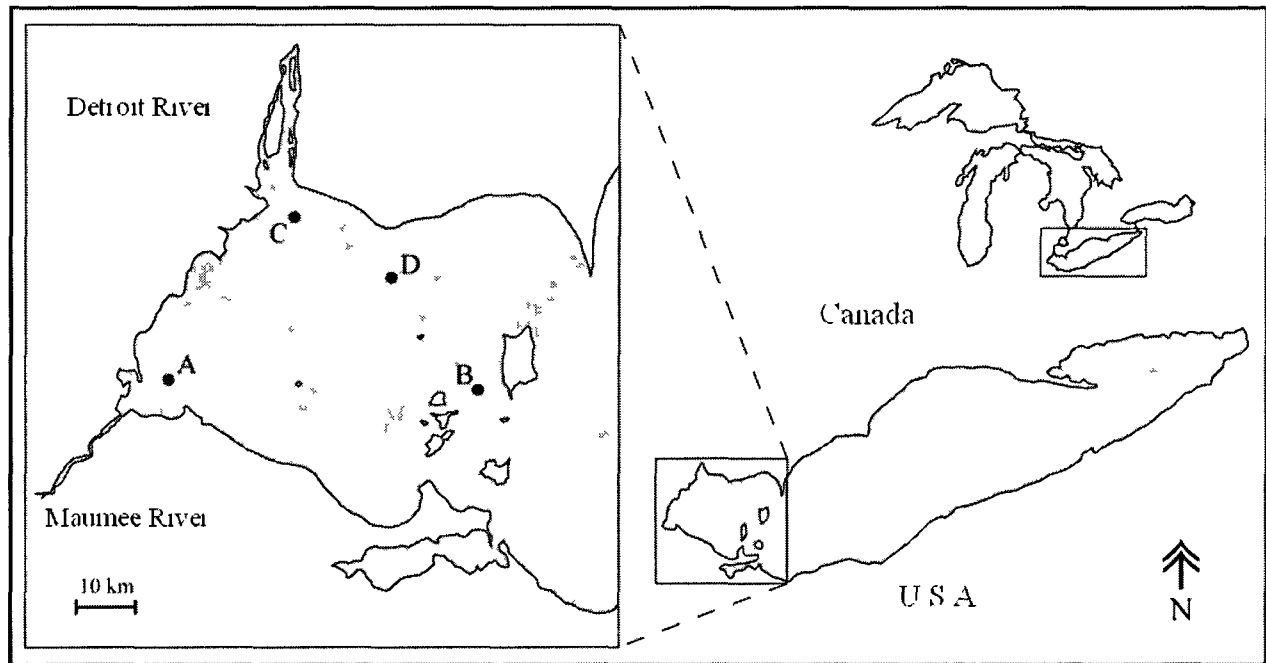 Detroit River
C
D
A
B
Maumee River
10 km
Canada
U S A
N